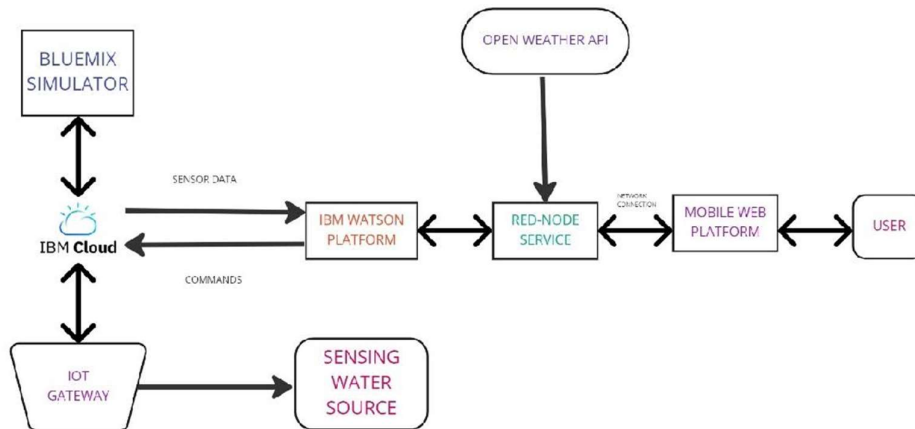 OPEN WEATHER API
BLUEMIX
SIMULATOR
SENSOR DATA
NETWORK
CONNECTION
IBM WATSON
PLATFORM
RED-NODE
SERVICE
MOBILE WEB
PLATFORM
USER
IBM Cloud
COMMANDS
IOT
GATEWAY
SENSING
WATER
SOURCE